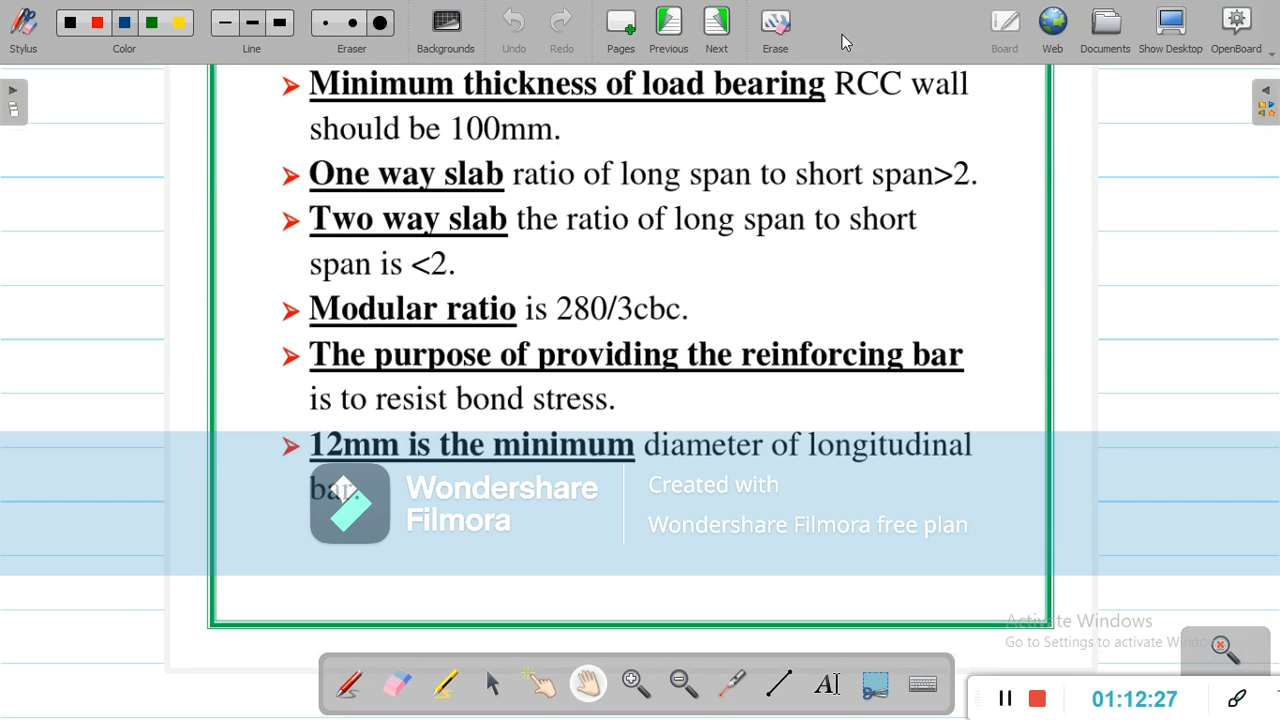 Stylus Color Line Eraser Backgrounds Undo Redo Pages Previous Next Erase Board Web Documents Show Desktop OpenBoard
➢ Minimum thickness of load bearing RCC wall
should be 100mm.
➢ One way slab ratio of long span to short span>2.
➢ Two way slab the ratio of long span to short
span is <2.
➢ Modular ratio is 280/3cbc.
➢ The purpose of providing the reinforcing bar
is to resist bond stress.
➢ 12mm is the minimum diameter of longitudinal
bar.
Wondershare
Filmora
Created with
Wondershare Filmora free plan
Activate Windows
Go to Settings to activate Windows
01:12:27